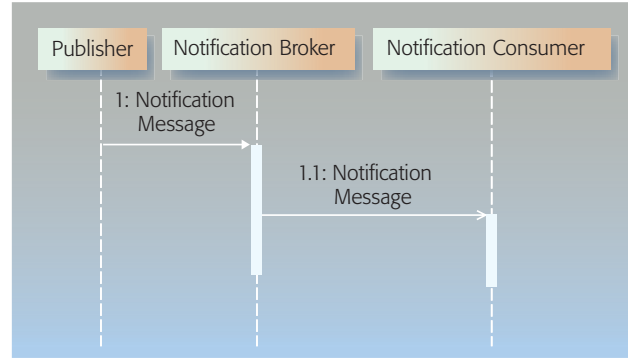 Publisher
Notification Broker
Notification Consumer
1: Notification
Message
1.1: Notification
Message